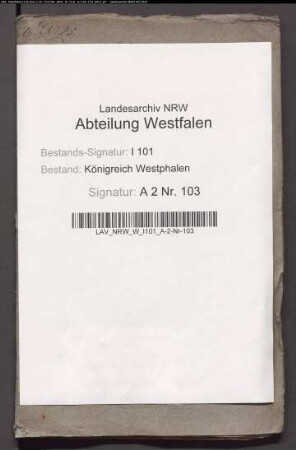 Landesarchiv NRW
Abteilung Westfalen
Bestands-Signatur: I 101
Bestand: Königreich Westphalen
Signatur: A 2 Nr. 103
LAV_NRW_W_I101_A-2-Nr-103